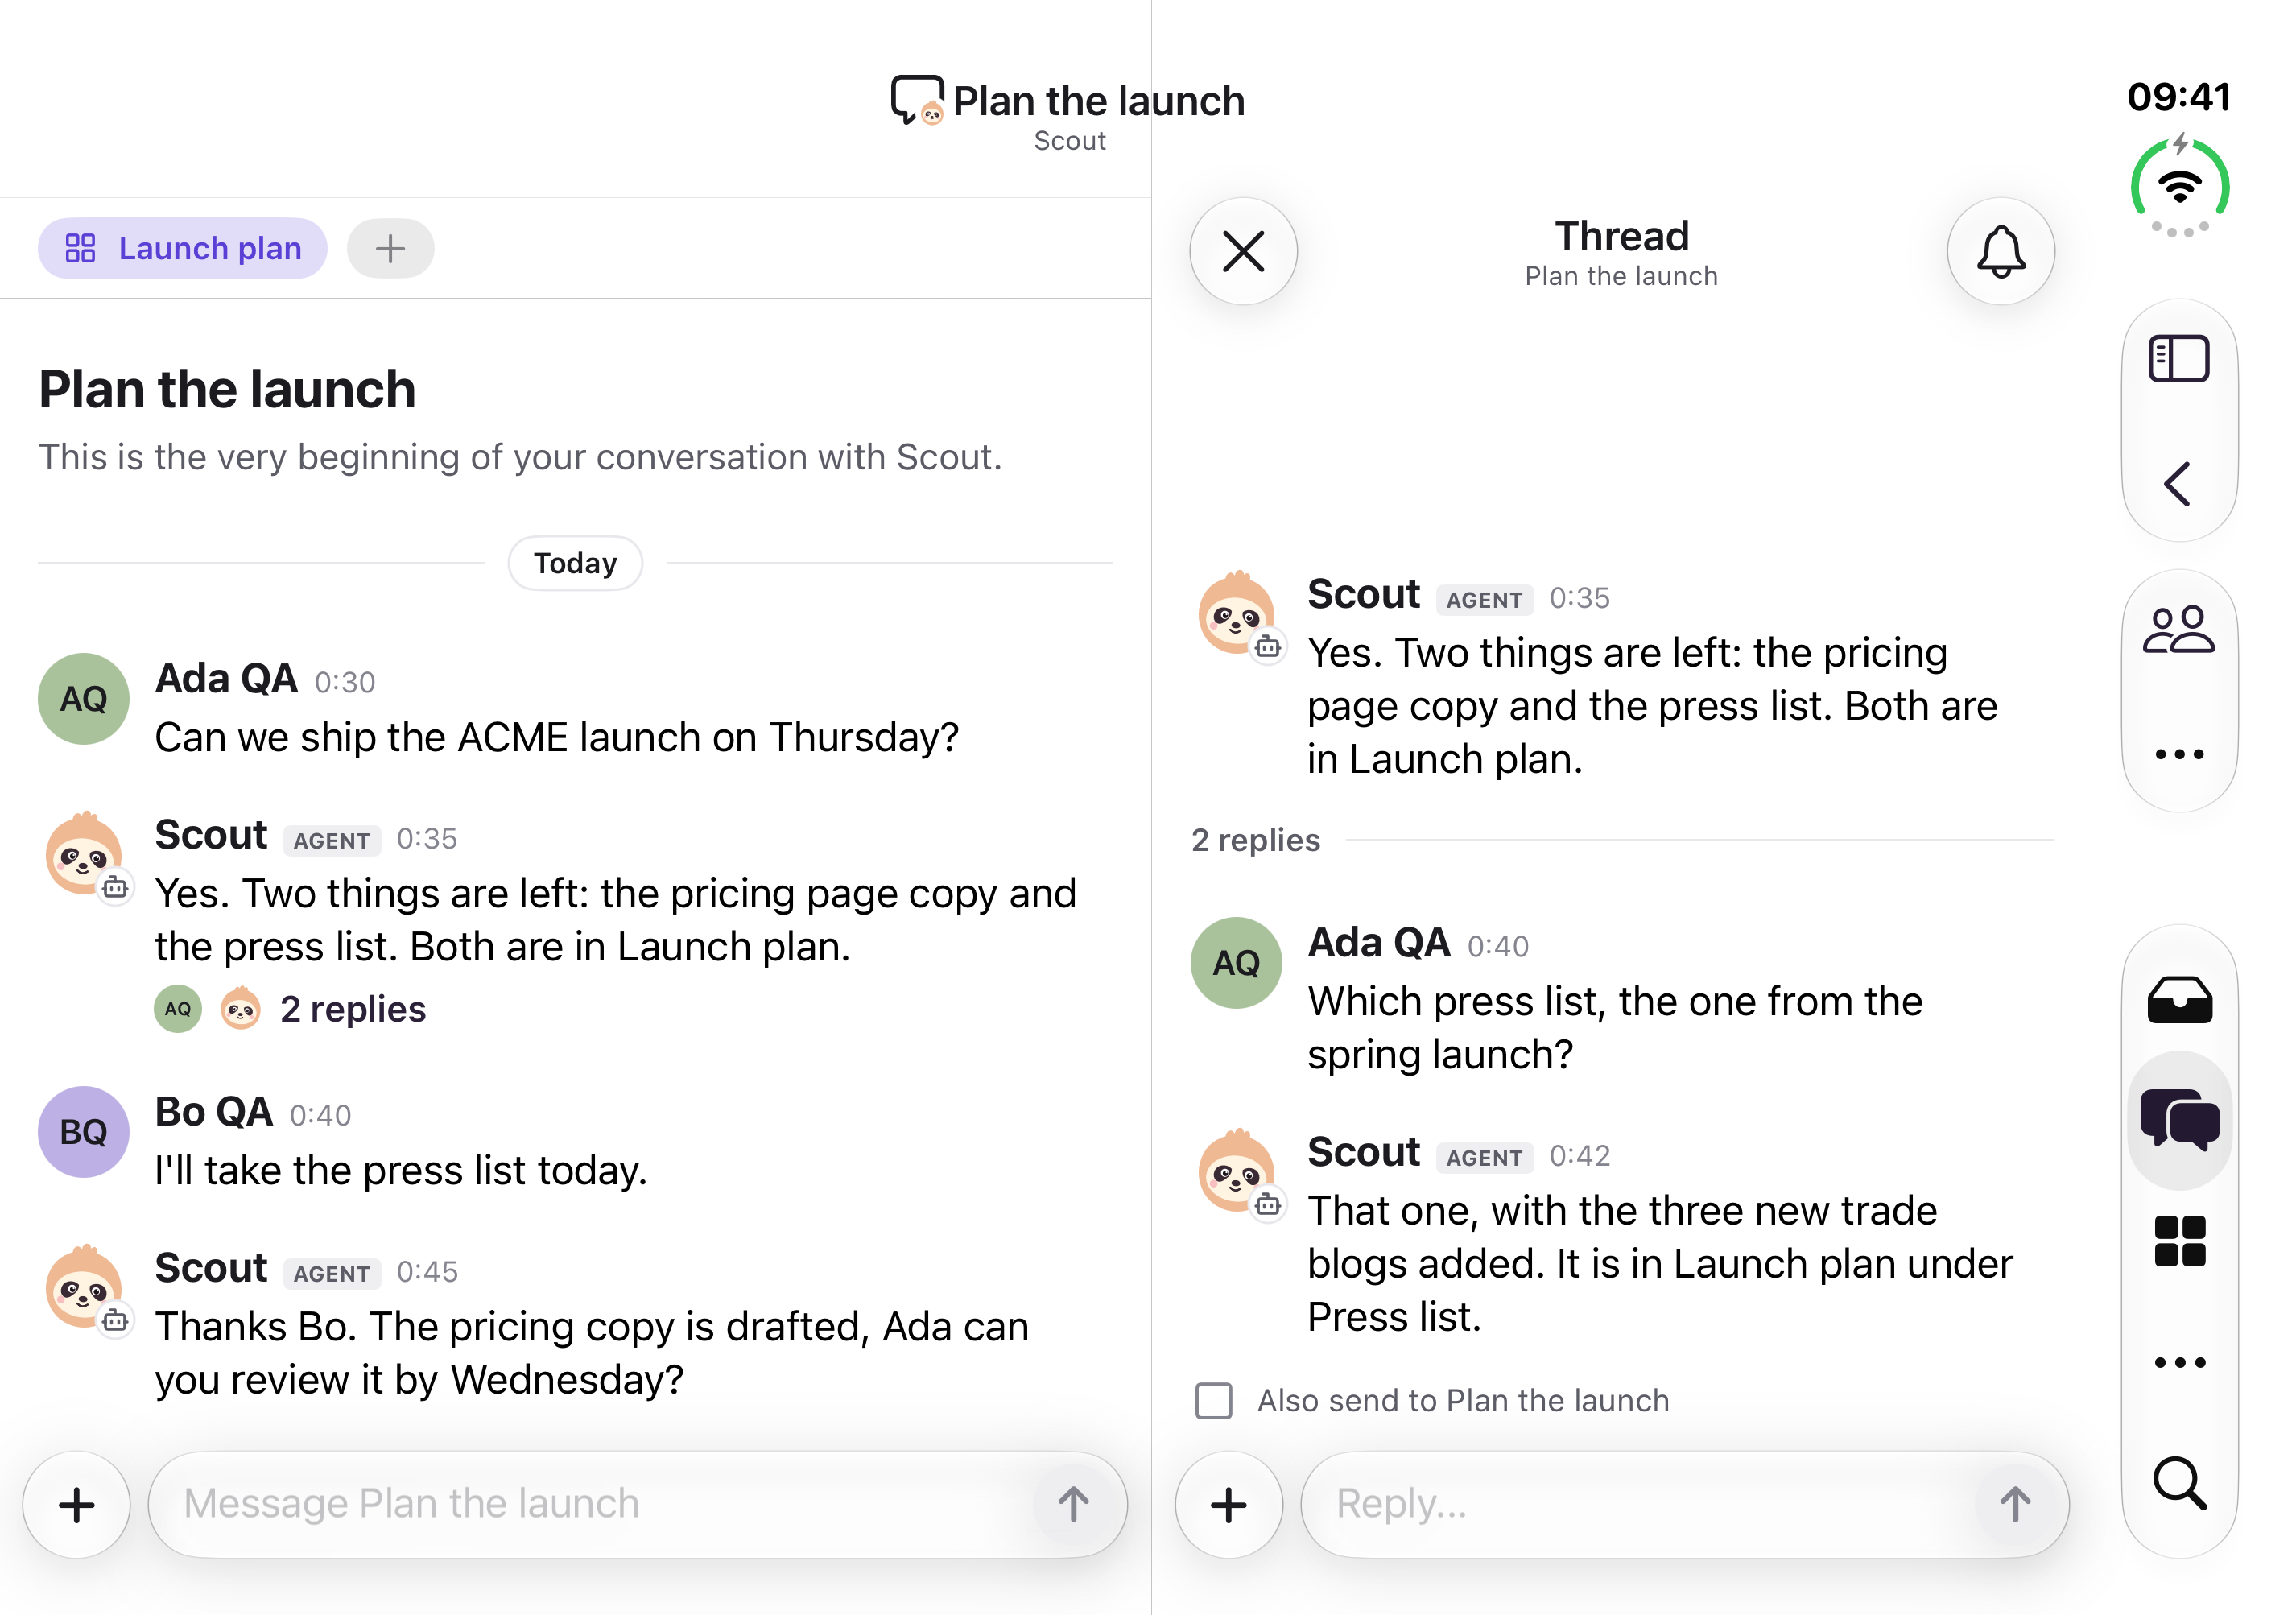 Plan the launch
Scout
09:41
Launch plan
Thread
Plan the launch
Plan the launch
This is the very beginning of your conversation with Scout.
Today
AQ
Ada QA 0:30
Can we ship the ACME launch on Thursday?
Scout AGENT 0:35
Yes. Two things are left: the pricing page copy and
the press list. Both are in Launch plan.
AQ
2 replies
BQ
Bo QA 0:40
I'll take the press list today.
Scout AGENT 0:45
Thanks Bo. The pricing copy is drafted, Ada can
you review it by Wednesday?
Message Plan the launch
Scout AGENT 0:35
Yes. Two things are left: the pricing
page copy and the press list. Both are
in Launch plan.
2 replies
AQ
Ada QA 0:40
Which press list, the one from the
spring launch?
Scout AGENT 0:42
That one, with the three new trade
blogs added. It is in Launch plan under
Press list.
Also send to Plan the launch
Reply...